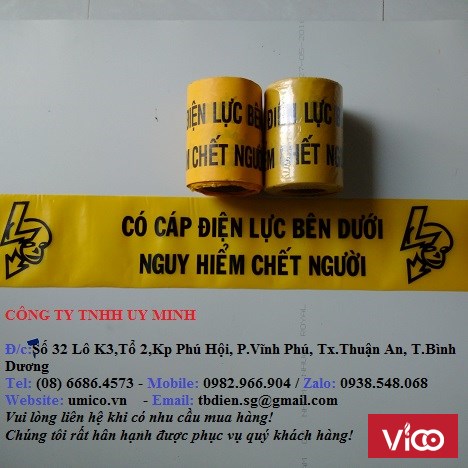 ĐIỆN LỰC BÊ
ĐIỆN LỰC BÊN
M CHẾT NGƯỜ
M CHẾT NGƯỜ
CÓ CÁP ĐIỆN LỰC BÊN DƯỚI
NGUY HIỂM CHẾT NGƯỜI
CÔNG TY TNHH UY MINH
Đ/c:Số 32 Lô K3,Tổ 2,Kp Phú Hội, P.Vĩnh Phú, Tx.Thuận An, T.Bình
Dương
Tel: (08) 6686.4573 - Mobile: 0982.966.904 / Zalo: 0938.548.068
Website: umico.vn - Email: tbdien.sg@gmail.com
Vui lòng liên hệ khi có nhu cầu mua hàng!
Chúng tôi rất hân hạnh được phục vụ quý khách hàng!
Vico